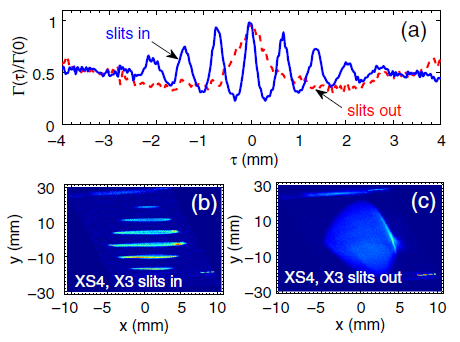 (a)
Γ(τ)/Γ(0)
1
0.5
0
slits in
slits out
−4 −3 −2 −1 0 1 2 3 4
τ (mm)
(b)
y (mm)
30
10
−10
−30
XS4, X3 slits in
−10 −5 0 5 10
x (mm)
(c)
y (mm)
30
10
−10
−30
XS4, X3 slits out
−10 −5 0 5 10
x (mm)